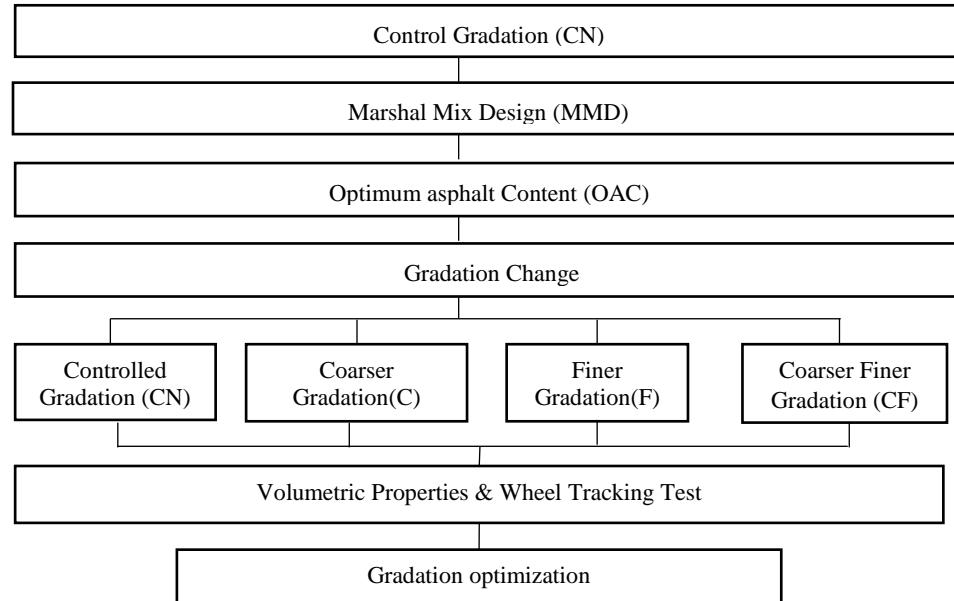 Control Gradation (CN)
Marshal Mix Design (MMD)
Optimum asphalt Content (OAC)
Gradation Change
Controlled
Gradation (CN)
Coarser
Gradation(C)
Finer
Gradation(F)
Coarser Finer
Gradation (CF)
Volumetric Properties & Wheel Tracking Test
Gradation optimization